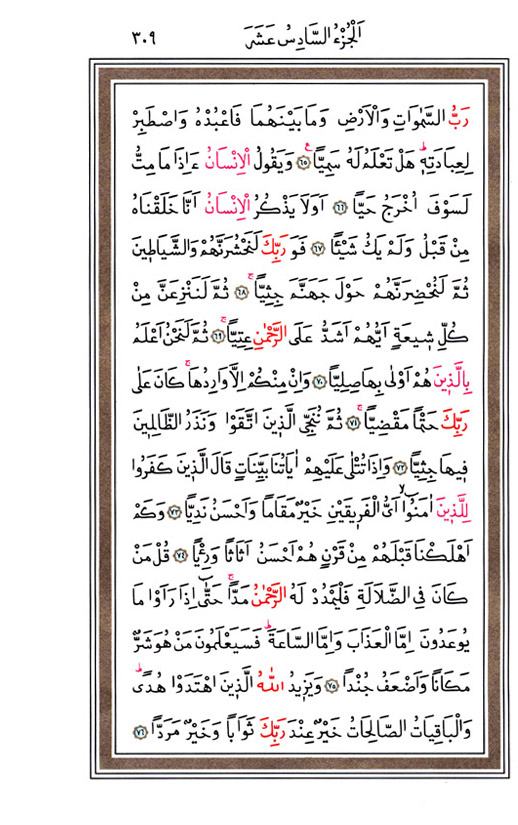 اَلْجُزْءُ السَّادِسُ عَشَرَ ٣٠٩
رَبُّ السَّمٰوَاتِ وَالْاَرْضِ وَمَا بَيْنَهُمَا فَاعْبُدْهُ وَاصْطَبِرْ
لِعِبَادَتِه۪ۜ هَلْ تَعْلَمُ لَهُ سَمِيًّا۟ ﴿٦٥﴾ وَيَقُولُ الْاِنْسَانُ ءَاِذَا مَا مِتُّ
لَسَوْفَ اُخْرَجُ حَيًّا ﴿٦٦﴾ اَوَلَا يَذْكُرُ الْاِنْسَانُ اَنَّا خَلَقْنَاهُ
مِنْ قَبْلُ وَلَمْ يَكُ شَيْـًٔا ﴿٦٧﴾ فَوَرَبِّكَ لَنَحْشُرَنَّهُمْ وَالشَّيَاط۪ينَ
ثُمَّ لَنُحْضِرَنَّهُمْ حَوْلَ جَهَنَّمَ جِثِيًّاۚ ﴿٦٨﴾ ثُمَّ لَنَنْزِعَنَّ مِنْ
كُلِّ ش۪يعَةٍ اَيُّهُمْ اَشَدُّ عَلَى الرَّحْمٰنِ عِتِيًّاۚ ﴿٦٩﴾ ثُمَّ لَنَحْنُ اَعْلَمُ
بِالَّذ۪ينَ هُمْ اَوْلٰى بِهَا صِلِيًّا ﴿٧٠﴾ وَاِنْ مِنْكُمْ اِلَّا وَارِدُهَاۚ كَانَ عَلٰى
رَبِّكَ حَتْمًا مَقْضِيًّاۚ ﴿٧١﴾ ثُمَّ نُنَجِّي الَّذ۪ينَ اتَّقَوْا وَنَذَرُ الظَّالِم۪ينَ
ف۪يهَا جِثِيًّا ﴿٧٢﴾ وَاِذَا تُتْلٰى عَلَيْهِمْ اٰيَاتُنَا بَيِّنَاتٍ قَالَ الَّذ۪ينَ كَفَرُوا
لِلَّذ۪ينَ اٰمَنُٓواۙ اَيُّ الْفَر۪يقَيْنِ خَيْرٌ مَقَامًا وَاَحْسَنُ نَدِيًّا ﴿٧٣﴾ وَكَمْ
اَهْلَكْنَا قَبْلَهُمْ مِنْ قَرْنٍ هُمْ اَحْسَنُ اَثَاثًا وَرِءْيًا ﴿٧٤﴾ قُلْ مَنْ
كَانَ فِي الضَّلَالَةِ فَلْيَمْدُدْ لَهُ الرَّحْمٰنُ مَدًّاۚ حَتّٰٓى اِذَا رَاَوْا مَا
يُوعَدُونَ اِمَّا الْعَذَابَ وَاِمَّا السَّاعَةَۜ فَسَيَعْلَمُونَ مَنْ هُوَ شَرٌّ
مَكَانًا وَاَضْعَفُ جُنْدًا ﴿٧٥﴾ وَيَز۪يدُ اللّٰهُ الَّذ۪ينَ اهْتَدَوْا هُدًىۜ
وَالْبَاقِيَاتُ الصَّالِحَاتُ خَيْرٌ عِنْدَ رَبِّكَ ثَوَابًا وَخَيْرٌ مَرَدًّا ﴿٧٦﴾